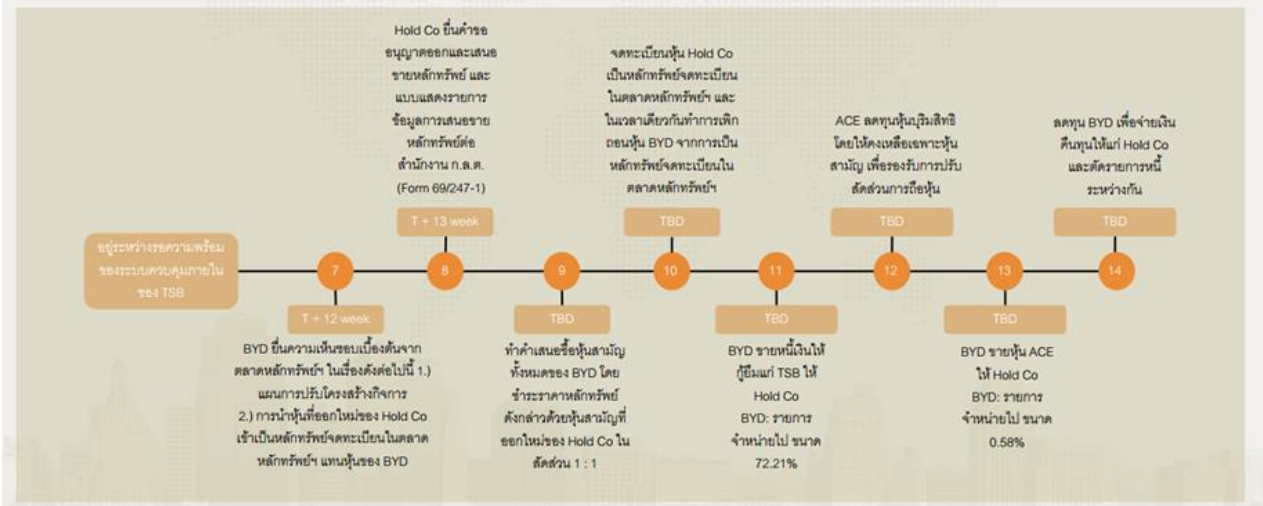 อยู่ระหว่างรอความพร้อม
ของระบบควบคุมภายใน
ของ TSB
7
T + 12 week
BYD ยื่นความเห็นชอบเบื้องต้นจาก
ตลาดหลักทรัพย์ฯ ในเรื่องดังต่อไปนี้ 1.)
แผนการปรับโครงสร้างกิจการ
2.) การนำหุ้นที่ออกใหม่ของ Hold Co
เข้าเป็นหลักทรัพย์จดทะเบียนในตลาด
หลักทรัพย์ฯ แทนหุ้นของ BYD
Hold Co ยื่นคำขอ
อนุญาตออกและเสนอ
ขายหลักทรัพย์ และ
แบบแสดงรายการ
ข้อมูลการเสนอขาย
หลักทรัพย์ต่อ
สำนักงาน ก.ล.ต.
(Form 69/247-1)
T + 13 week
8
9
TBD
ทำคำเสนอซื้อหุ้นสามัญ
ทั้งหมดของ BYD โดย
ชำระราคาหลักทรัพย์
ดังกล่าวด้วยหุ้นสามัญที่
ออกใหม่ของ Hold Co ใน
สัดส่วน 1 : 1
จดทะเบียนหุ้น Hold Co
เป็นหลักทรัพย์จดทะเบียน
ในตลาดหลักทรัพย์ฯ และ
ในเวลาเดียวกันทำการเพิก
ถอนหุ้น BYD จากการเป็น
หลักทรัพย์จดทะเบียนใน
ตลาดหลักทรัพย์ฯ
TBD
10
11
TBD
BYD ขายหนี้เงินให้
กู้ยืมแก่ TSB ให้
Hold Co
BYD: รายการ
จำหน่ายไป ขนาด
72.21%
ACE ลดทุนหุ้นบุริมสิทธิ
โดยให้คงเหลือเฉพาะหุ้น
สามัญ เพื่อรองรับการปรับ
สัดส่วนการถือหุ้น
TBD
12
13
TBD
BYD ขายหุ้น ACE
ให้ Hold Co
BYD: รายการ
จำหน่ายไป ขนาด
0.58%
ลดทุน BYD เพื่อจ่ายเงิน
คืนทุนให้แก่ Hold Co
และตัดรายการหนี้
ระหว่างกัน
TBD
14